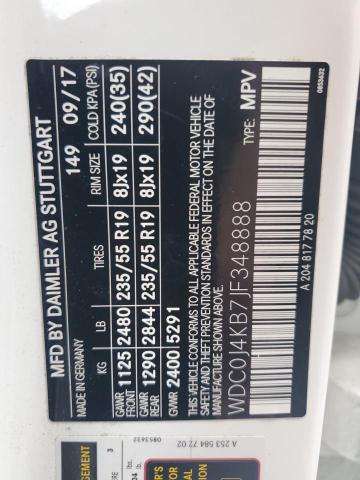 MFD BY DAIMLER AG STUTTGART
149 09/17
KG LB TIRES RIM SIZE COLD KPA (PSI)
GAWR FRONT 1125 2480 235/55 R19 8Jx19 240(35)
GAWR REAR 1290 2844 235/55 R19 8Jx19 290(42)
GVWR 2400 5291
THIS VEHICLE CONFORMS TO ALL APPLICABLE FEDERAL MOTOR VEHICLE
SAFETY, BUMPER, AND THEFT PREVENTION STANDARDS IN EFFECT ON THE DATE OF
MANUFACTURE SHOWN ABOVE.
WDC0J4KB7JF348888 TYPE: MPV
A 204 817 78 20
0853632
A 253 584 72 02
0853632